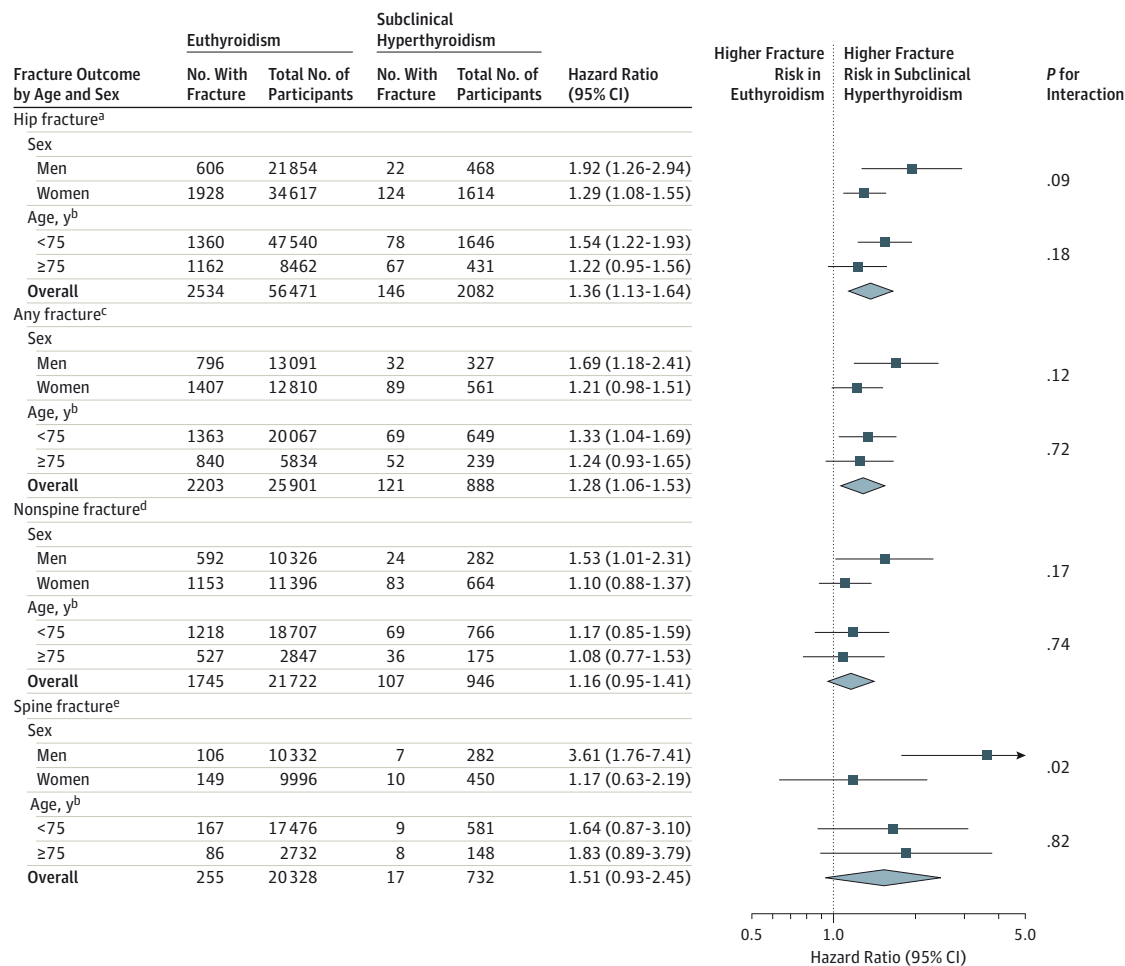 Euthyroidism
Subclinical
Hyperthyroidism
Fracture Outcome
by Age and Sex
No. With
Fracture
Total No. of
Participants
No. With
Fracture
Total No. of
Participants
Hazard Ratio
(95% CI)
Higher Fracture
Risk in
Euthyroidism
Higher Fracture
Risk in Subclinical
Hyperthyroidism
P for
Interaction
Hip fracturea
Sex
Men 606 21854 22 468 1.92 (1.26-2.94)
.09
Women 1928 34617 124 1614 1.29 (1.08-1.55)
Age, yb
<75 1360 47540 78 1646 1.54 (1.22-1.93)
.18
≥75 1162 8462 67 431 1.22 (0.95-1.56)
Overall 2534 56471 146 2082 1.36 (1.13-1.64)
Any fracturec
Sex
Men 796 13091 32 327 1.69 (1.18-2.41)
.12
Women 1407 12810 89 561 1.21 (0.98-1.51)
Age, yb
<75 1363 20067 69 649 1.33 (1.04-1.69)
.72
≥75 840 5834 52 239 1.24 (0.93-1.65)
Overall 2203 25901 121 888 1.28 (1.06-1.53)
Nonspine fractured
Sex
Men 592 10326 24 282 1.53 (1.01-2.31)
.17
Women 1153 11396 83 664 1.10 (0.88-1.37)
Age, yb
<75 1218 18707 69 766 1.17 (0.85-1.59)
.74
≥75 527 2847 36 175 1.08 (0.77-1.53)
Overall 1745 21722 107 946 1.16 (0.95-1.41)
Spine fracturee
Sex
Men 106 10332 7 282 3.61 (1.76-7.41)
.02
Women 149 9996 10 450 1.17 (0.63-2.19)
Age, yb
<75 167 17476 9 581 1.64 (0.87-3.10)
.82
≥75 86 2732 8 148 1.83 (0.89-3.79)
Overall 255 20328 17 732 1.51 (0.93-2.45)
0.5 1.0 5.0
Hazard Ratio (95% CI)